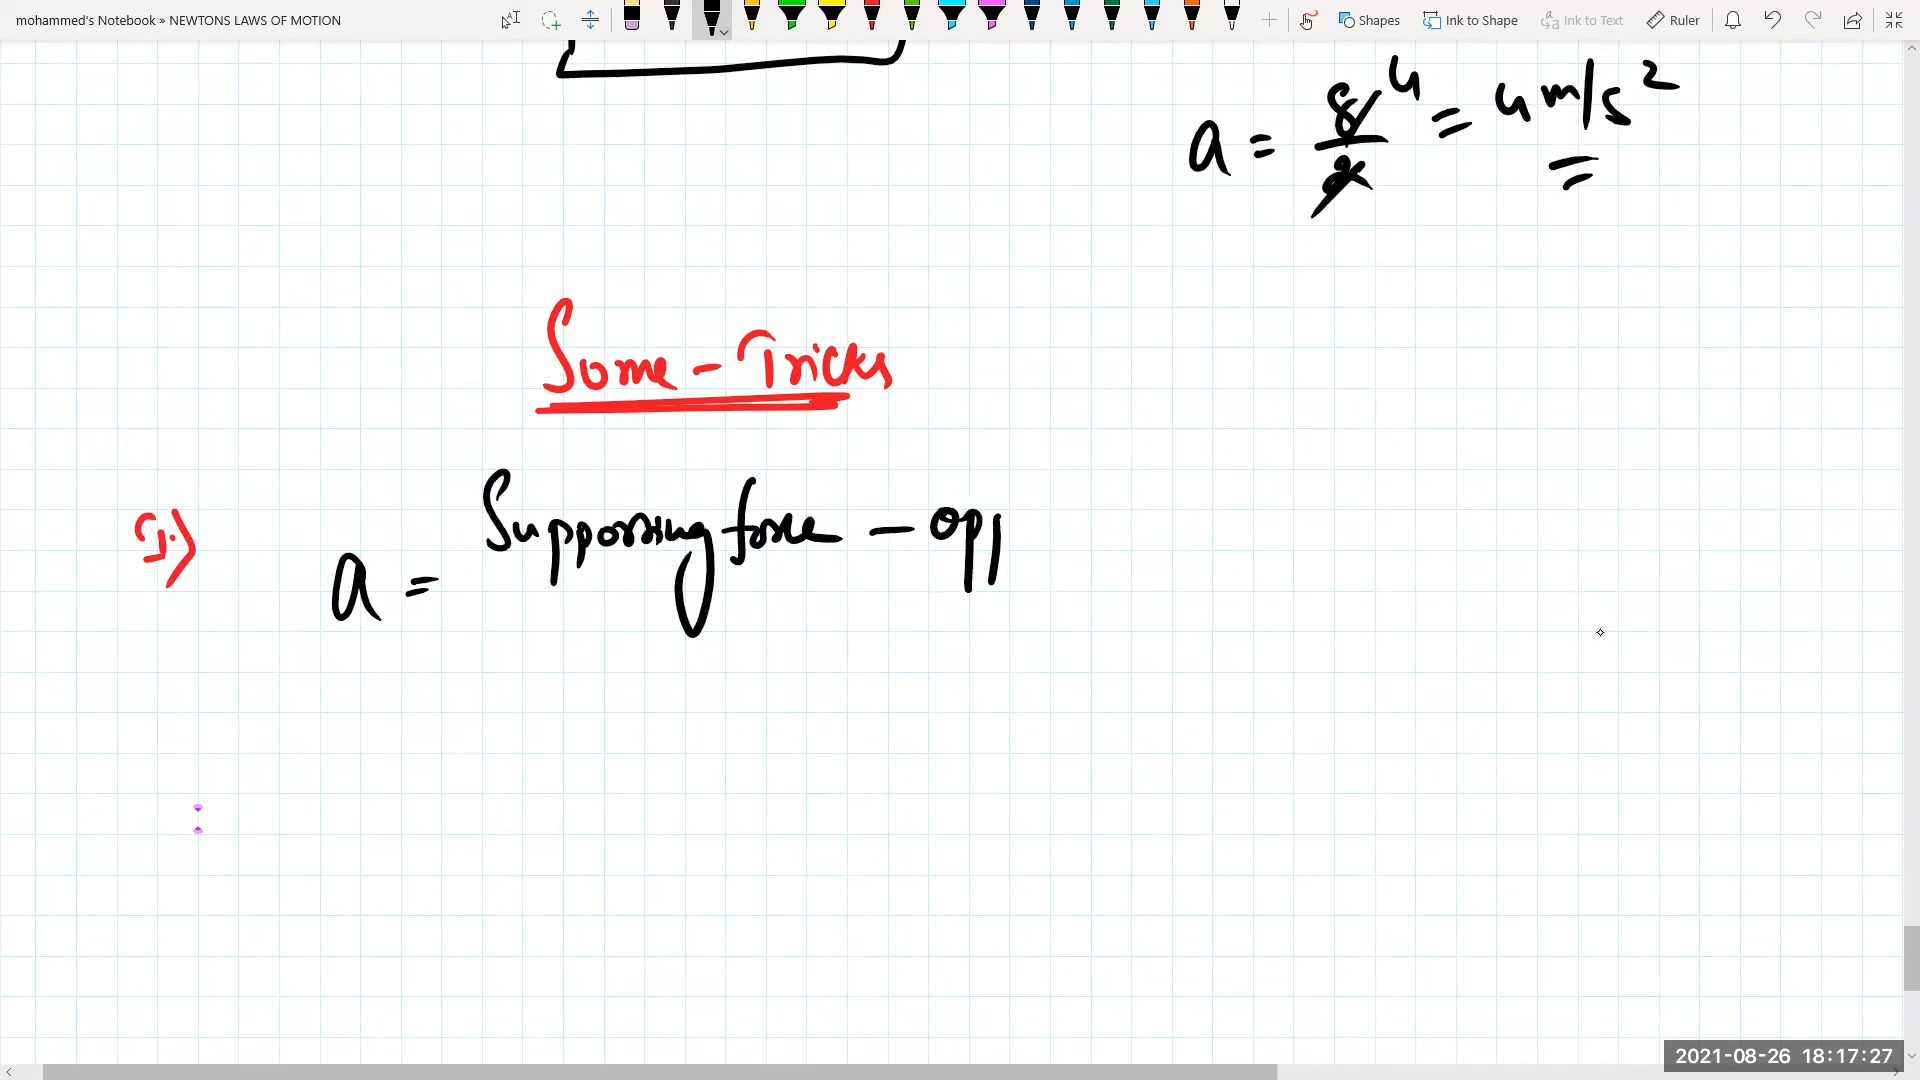 mohammed's Notebook » NEWTONS LAWS OF MOTION
Shapes
Ink to Shape
Ink to Text
Ruler
a = 8/2 4 = 4 m/s²
Some - Tricks
I.)
a = Supporting force - opp
2021-08-26 18:17:27